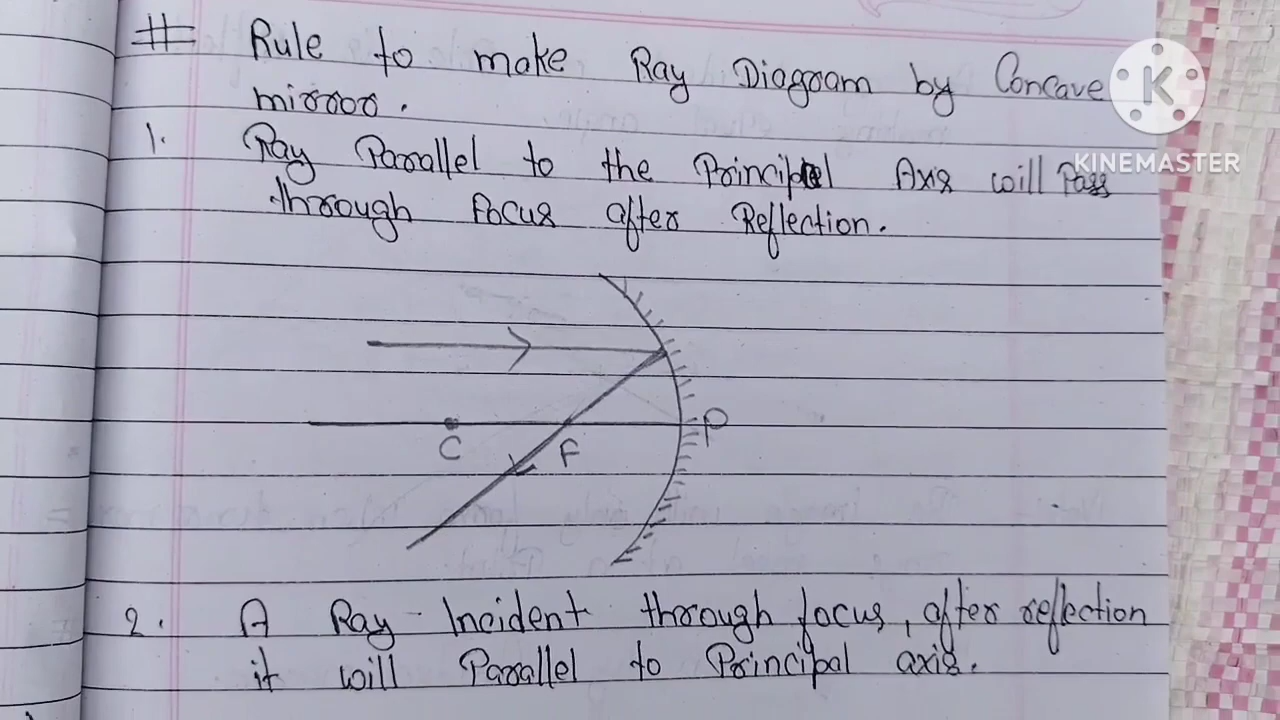 # Rule to make Ray Diagram by Concave
mirror.
K
KINEMASTER
1. Ray Parallel to the Principal Axis will Pass
through Focus after Reflection.
C
F
P
2. A Ray Incident through focus, after reflection
it will Parallel to Principal axis.